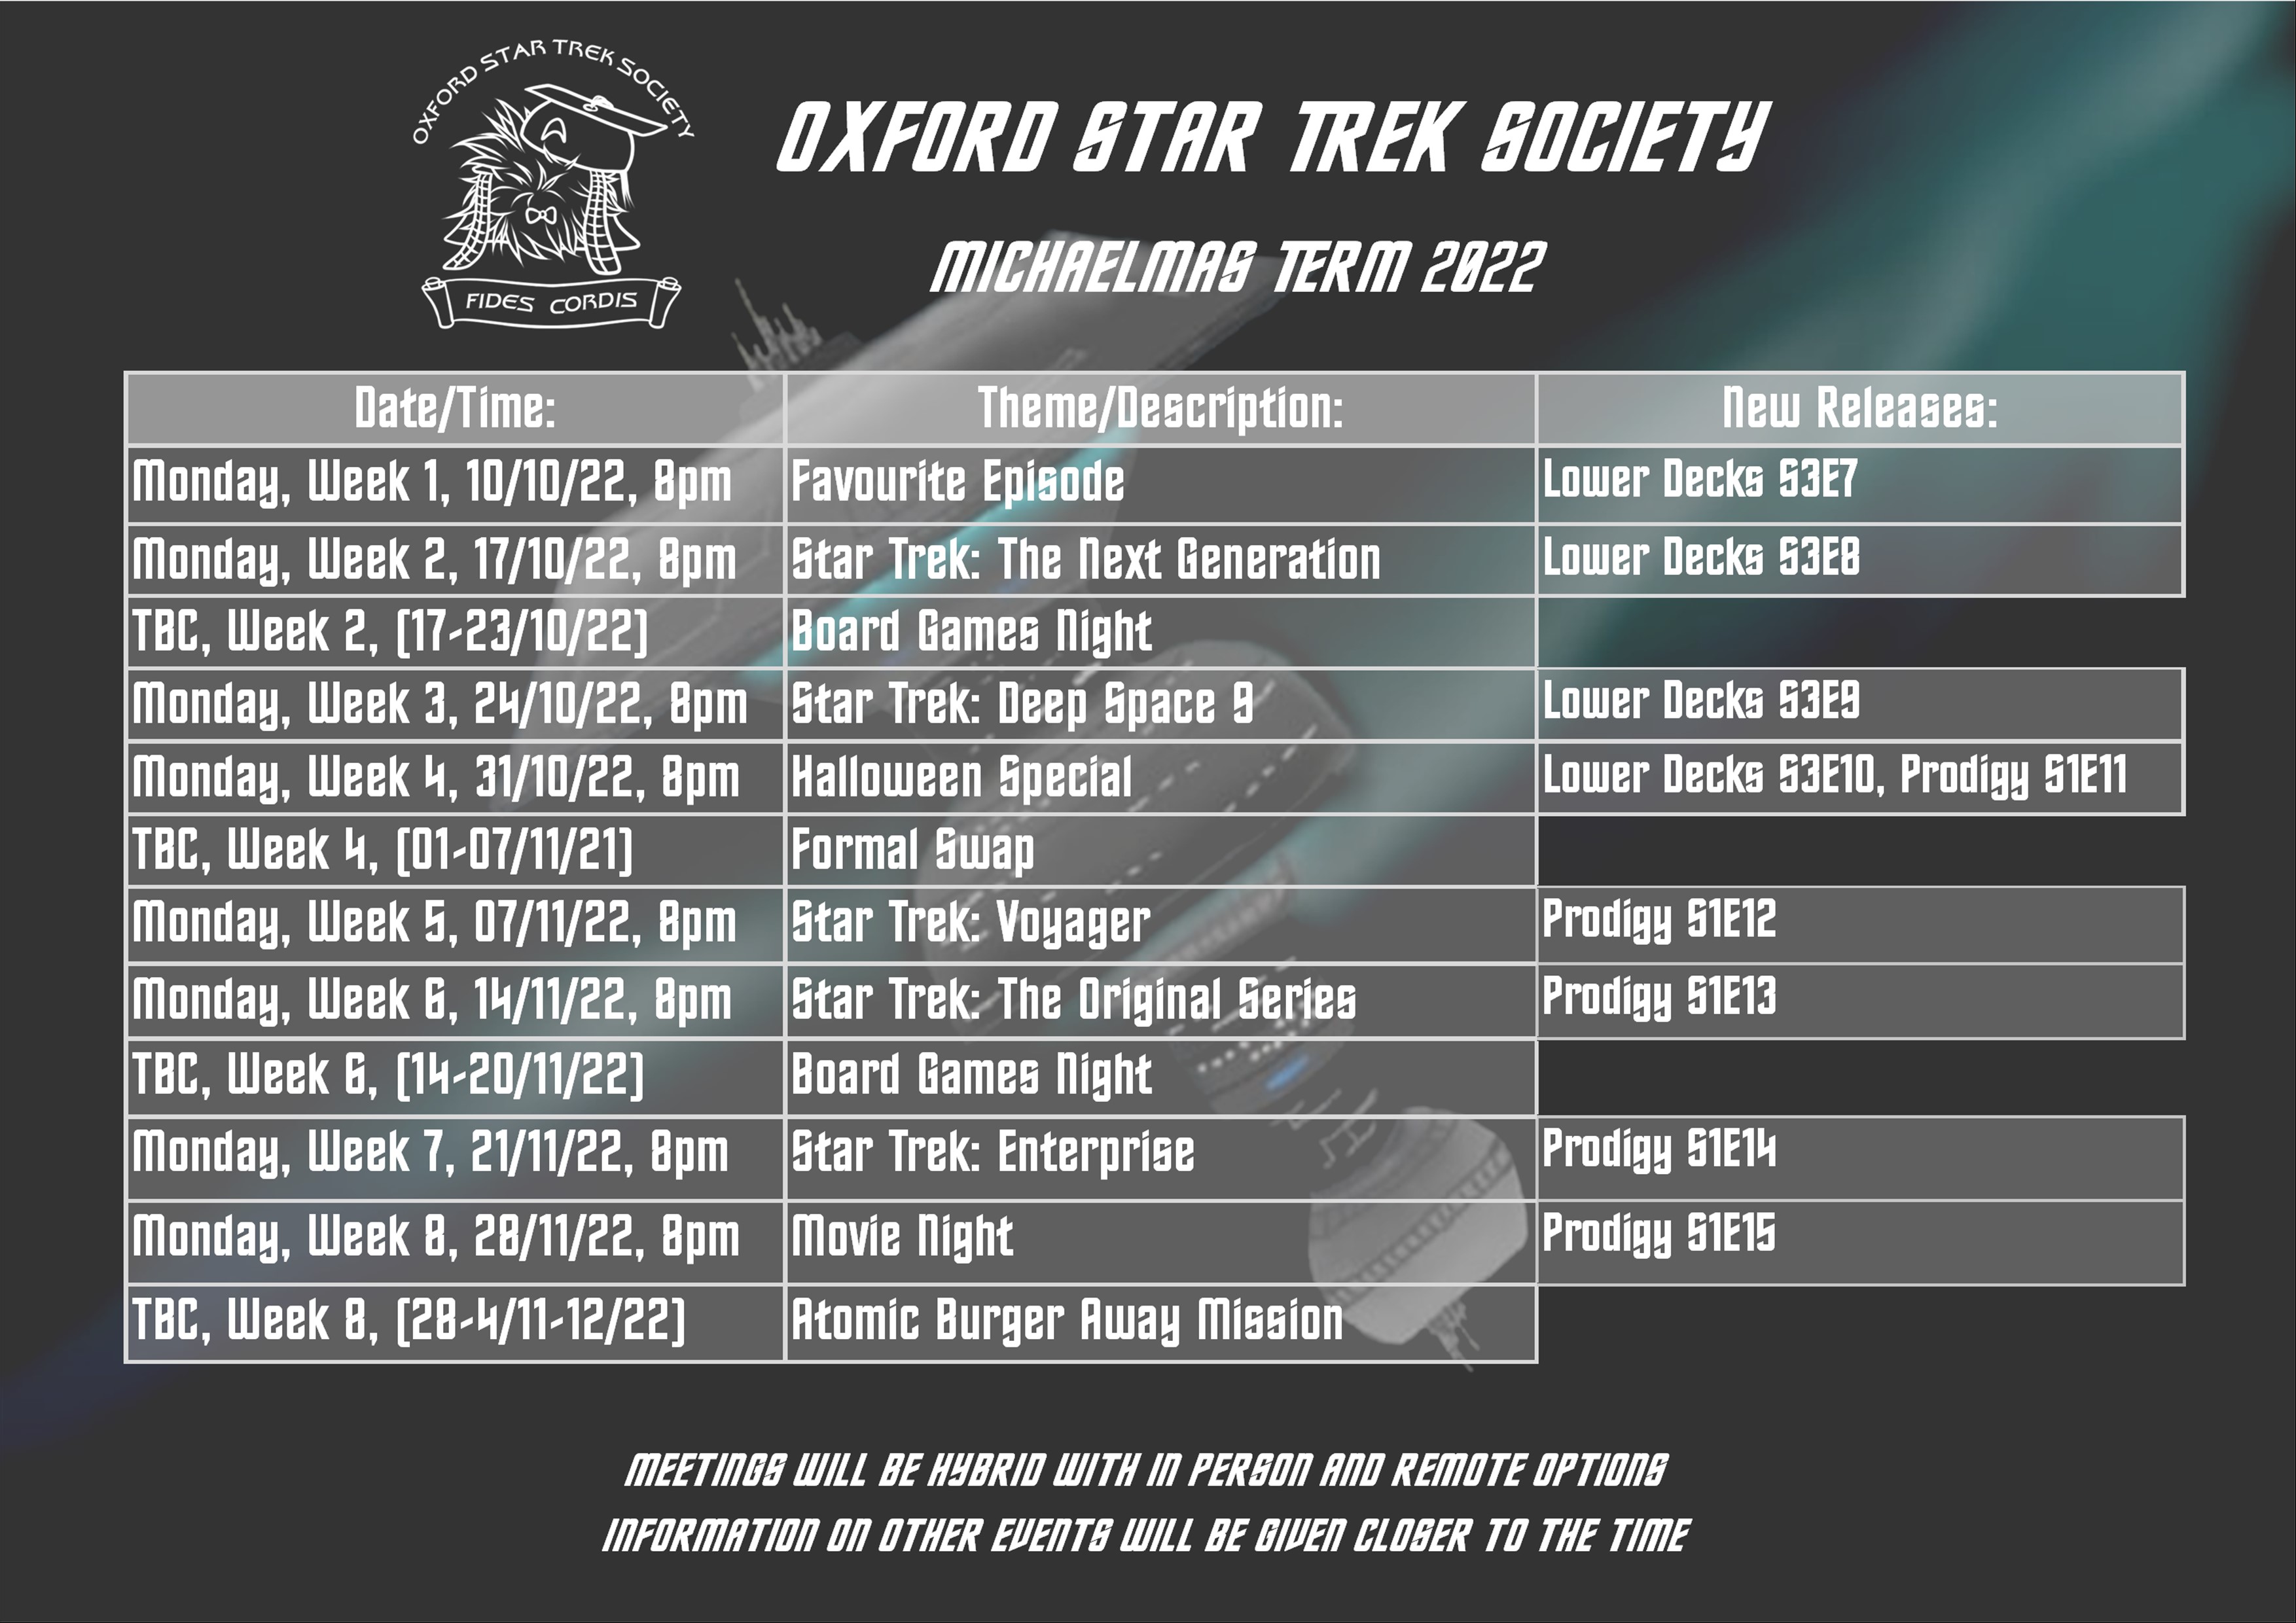 OXFORD STAR TREK SOCIETY
FIDES CORDIS
OXFORD STAR TREK SOCIETY
MICHAELMAS TERM 2022
Date/Time: Theme/Description: New Releases:
Monday, Week 1, 10/10/22, 8pm Favourite Episode Lower Decks S3E7
Monday, Week 2, 17/10/22, 8pm Star Trek: The Next Generation Lower Decks S3E8
TBC, Week 2, (17-23/10/22) Board Games Night
Monday, Week 3, 24/10/22, 8pm Star Trek: Deep Space 9 Lower Decks S3E9
Monday, Week 4, 31/10/22, 8pm Halloween Special Lower Decks S3E10, Prodigy S1E11
TBC, Week 4, (01-07/11/21) Formal Swap
Monday, Week 5, 07/11/22, 8pm Star Trek: Voyager Prodigy S1E12
Monday, Week 6, 14/11/22, 8pm Star Trek: The Original Series Prodigy S1E13
TBC, Week 6, (14-20/11/22) Board Games Night
Monday, Week 7, 21/11/22, 8pm Star Trek: Enterprise Prodigy S1E14
Monday, Week 8, 28/11/22, 8pm Movie Night Prodigy S1E15
TBC, Week 8, (28-4/11-12/22) Atomic Burger Away Mission
MEETINGS WILL BE HYBRID WITH IN PERSON AND REMOTE OPTIONS
INFORMATION ON OTHER EVENTS WILL BE GIVEN CLOSER TO THE TIME